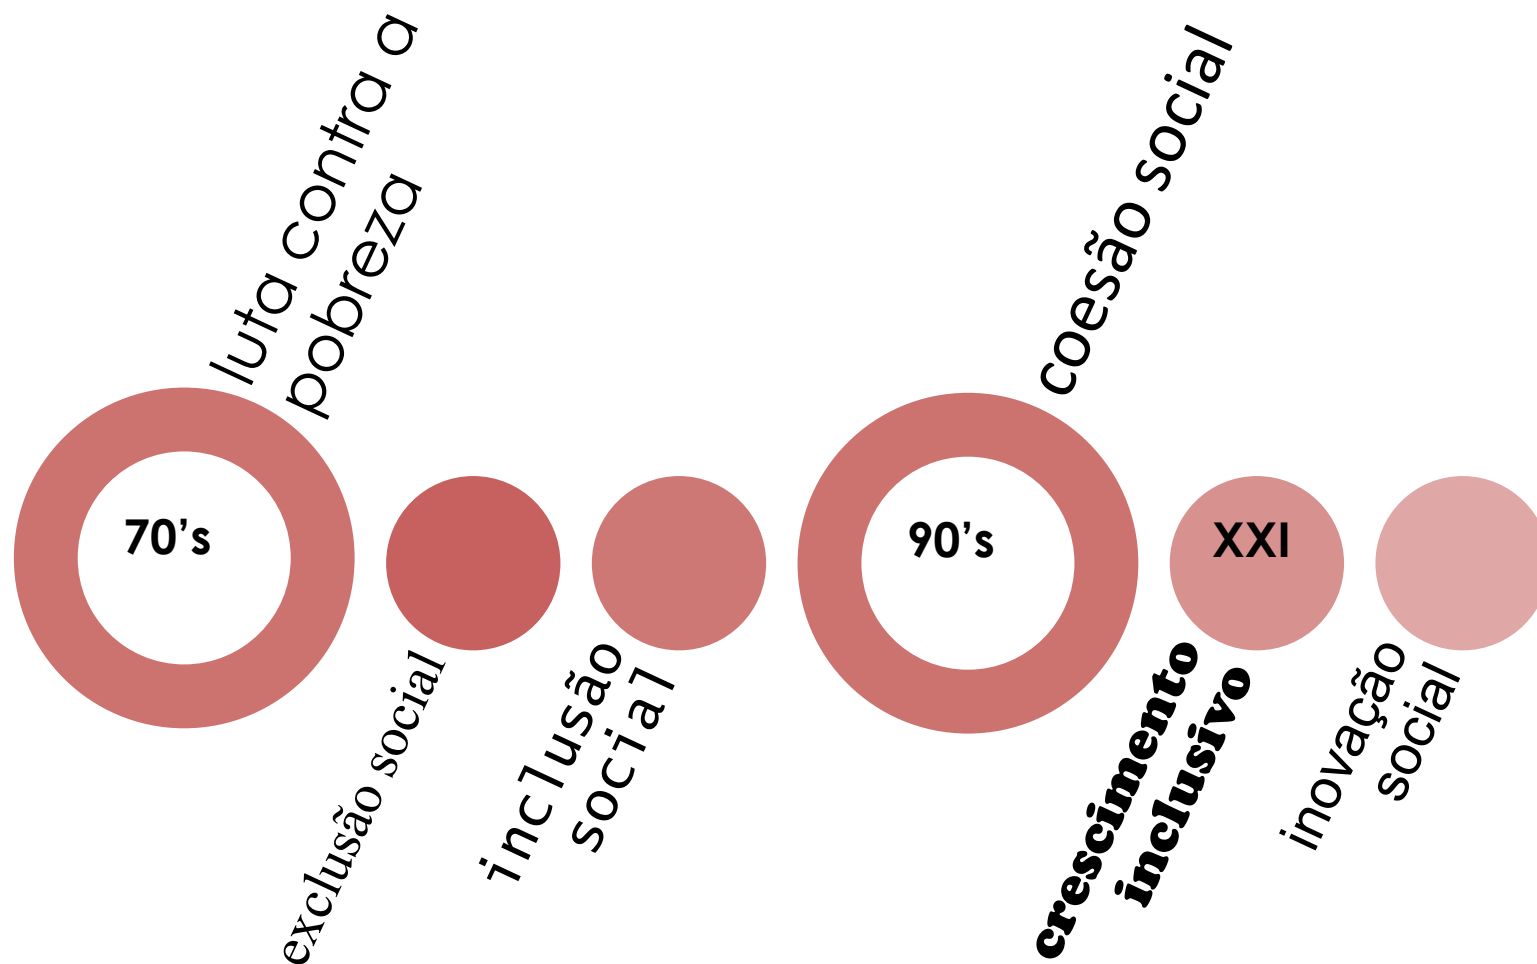 luta contra a
pobreza
70's
exclusão social
inclusão
social
coesão social
90's
XXI
crescimento
inclusivo
inovação
social